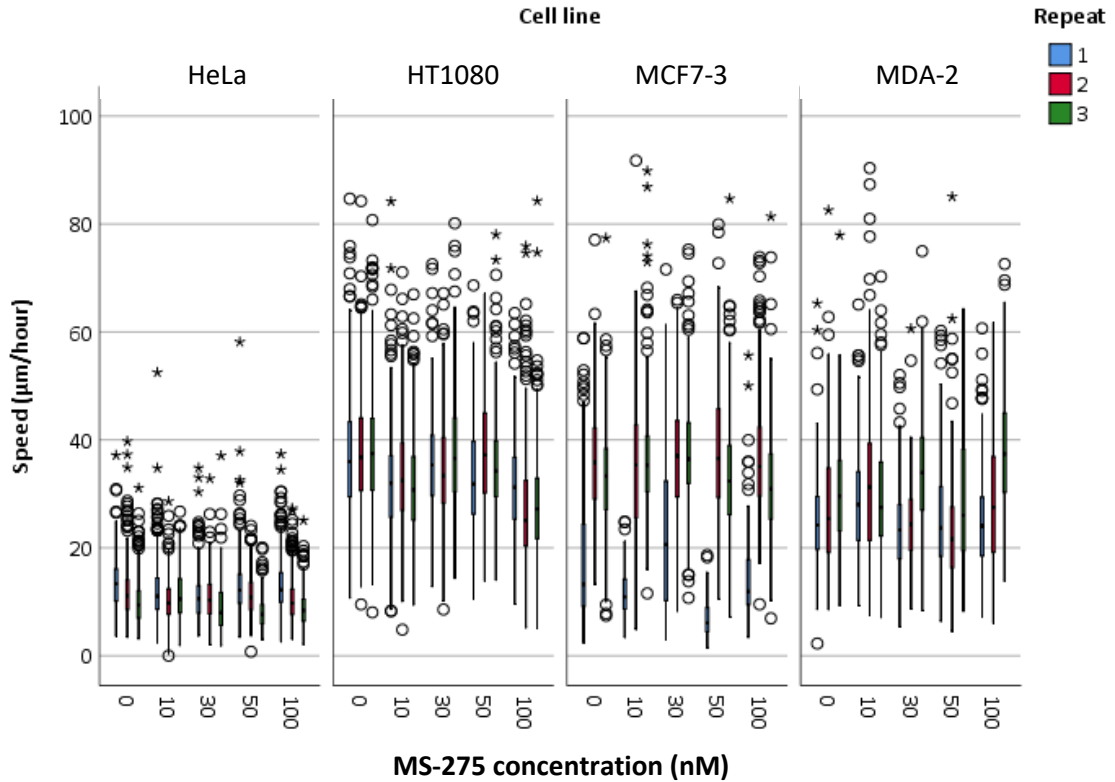 Cell line
Repeat
1
2
3
HeLa
HT1080
MCF7-3
MDA-2
100
80
60
40
20
0
Speed (µm/hour)
0 10 30 50 100 0 10 30 50 100 0 10 30 50 100 0 10 30 50 100
MS-275 concentration (nM)